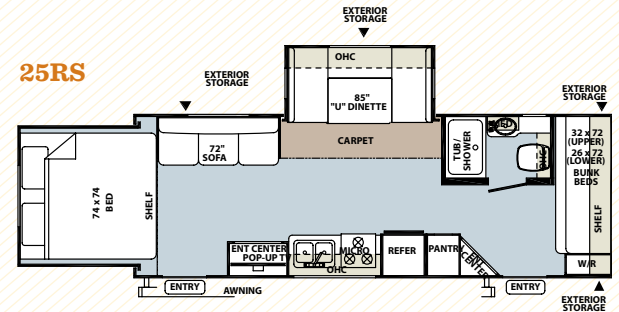 25RS
EXTERIOR
STORAGE
EXTERIOR
STORAGE
EXTERIOR
STORAGE
OHC
85"
"U" DINETTE
CARPET
72"
SOFA
74 x 74
BED
SHELF
TUB/
SHOWER
MED
OHC
32 x 72
(UPPER)
26 x 72
(LOWER)
BUNK
BEDS
SHELF
W/R
ENT CENTER
POP-UP TV
MICRO
OHC
REFER
PANTRY
ENT
CENTER
ENTRY
AWNING
ENTRY
EXTERIOR
STORAGE